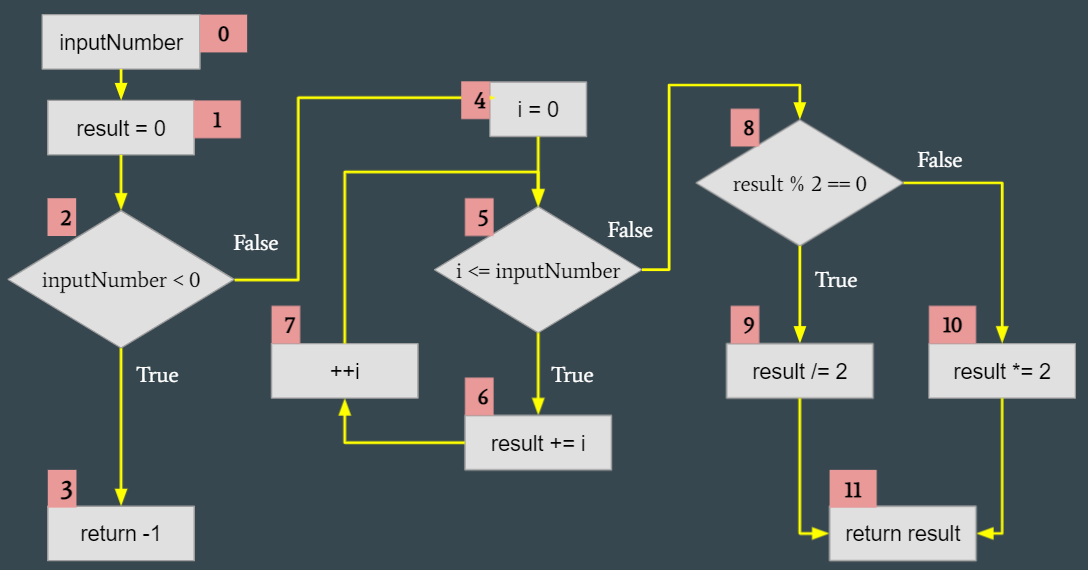 inputNumber
0
result = 0
1
2
inputNumber < 0
False
True
3
return -1
4
i = 0
5
i <= inputNumber
False
True
6
result += i
7
++i
8
result % 2 == 0
False
True
9
result /= 2
10
result *= 2
11
return result